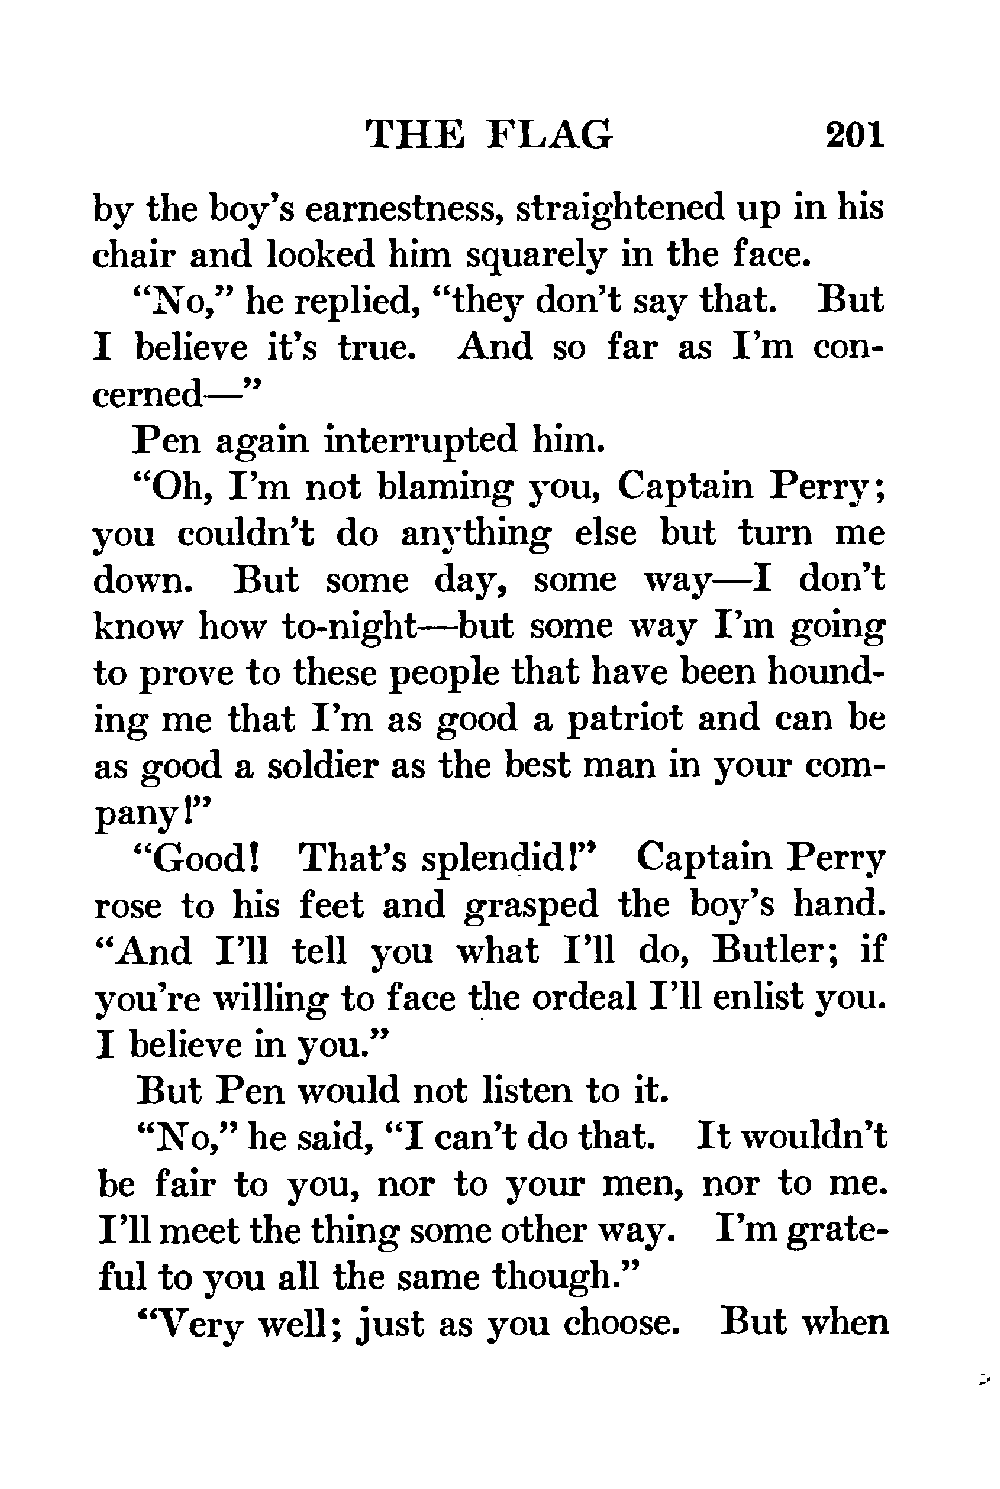 THE FLAG 201
by the boy’s earnestness, straightened up in his
chair and looked him squarely in the face.
“No,” he replied, “they don’t say that. But
I believe it’s true. And so far as I’m con-
cerned—”
Pen again interrupted him.
“Oh, I’m not blaming you, Captain Perry;
you couldn’t do anything else but turn me
down. But some day, some way—I don’t
know how to-night—but some way I’m going
to prove to these people that have been hound-
ing me that I’m as good a patriot and can be
as good a soldier as the best man in your com-
pany!”
“Good! That’s splendid!” Captain Perry
rose to his feet and grasped the boy’s hand.
“And I’ll tell you what I’ll do, Butler; if
you’re willing to face the ordeal I’ll enlist you.
I believe in you.”
But Pen would not listen to it.
“No,” he said, “I can’t do that. It wouldn’t
be fair to you, nor to your men, nor to me.
I’ll meet the thing some other way. I’m grate-
ful to you all the same though.”
“Very well; just as you choose. But when